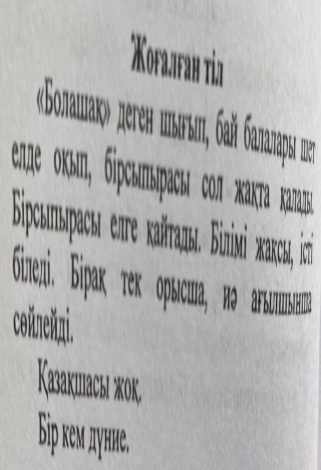 Жоғалған тіл
«Болашақ» деген шығып, бай балалары шет
елде оқып, бірсыпырасы сол жақта қалады.
Бірсыпырасы елге қайтады. Білімі жақсы, істі
біледі. Бірақ тек орысша, иә ағылшынша
сөйлейді.
Қазақшасы жоқ.
Бір кем дүние.